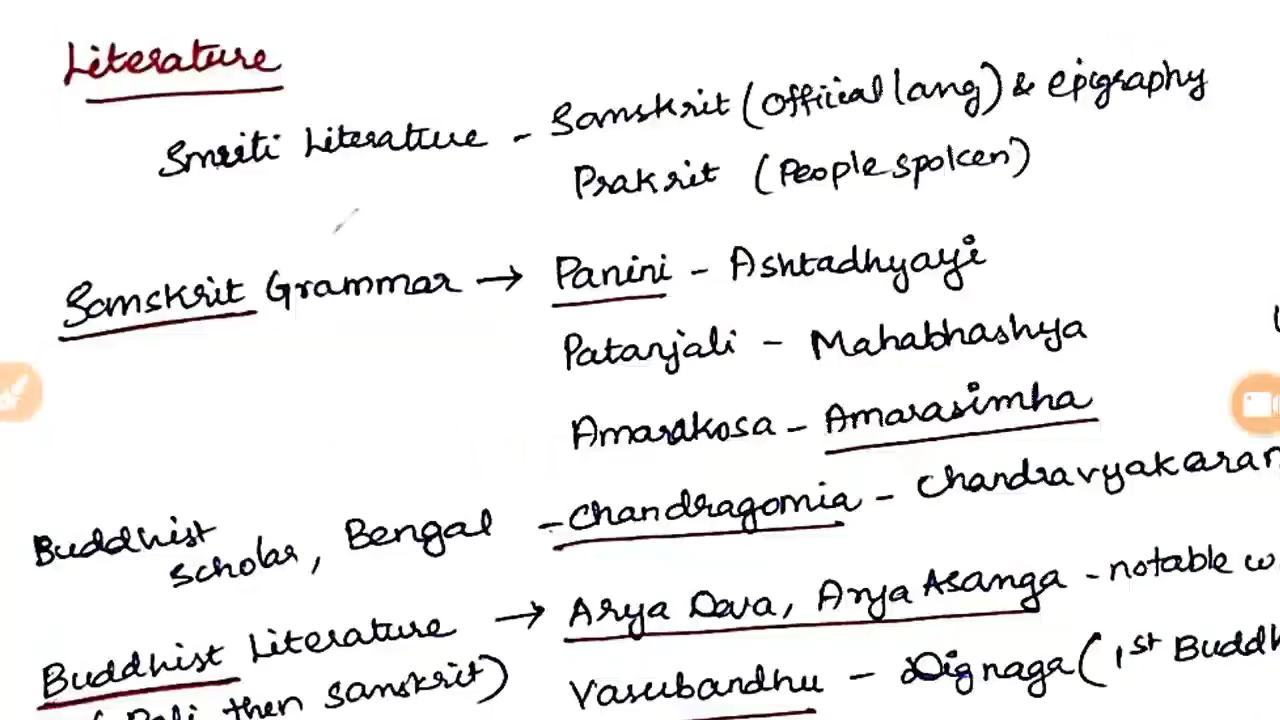 Literature
Smriti Literature - Samskrit (Official lang) & epigraphy
Prakrit (People spoken)
Samskrit Grammar → Panini - Ashtadhyayi
Patanjali - Mahabhashya
Amarakosa - Amarasimha
Buddhist scholar, Bengal - Chandragomia - Chandravyakaran
Buddhist Literature → Arya Deva, Arya Asanga - notable w
( Pali then Sanskrit) Vasubandhu - Dignaga (1st Buddh